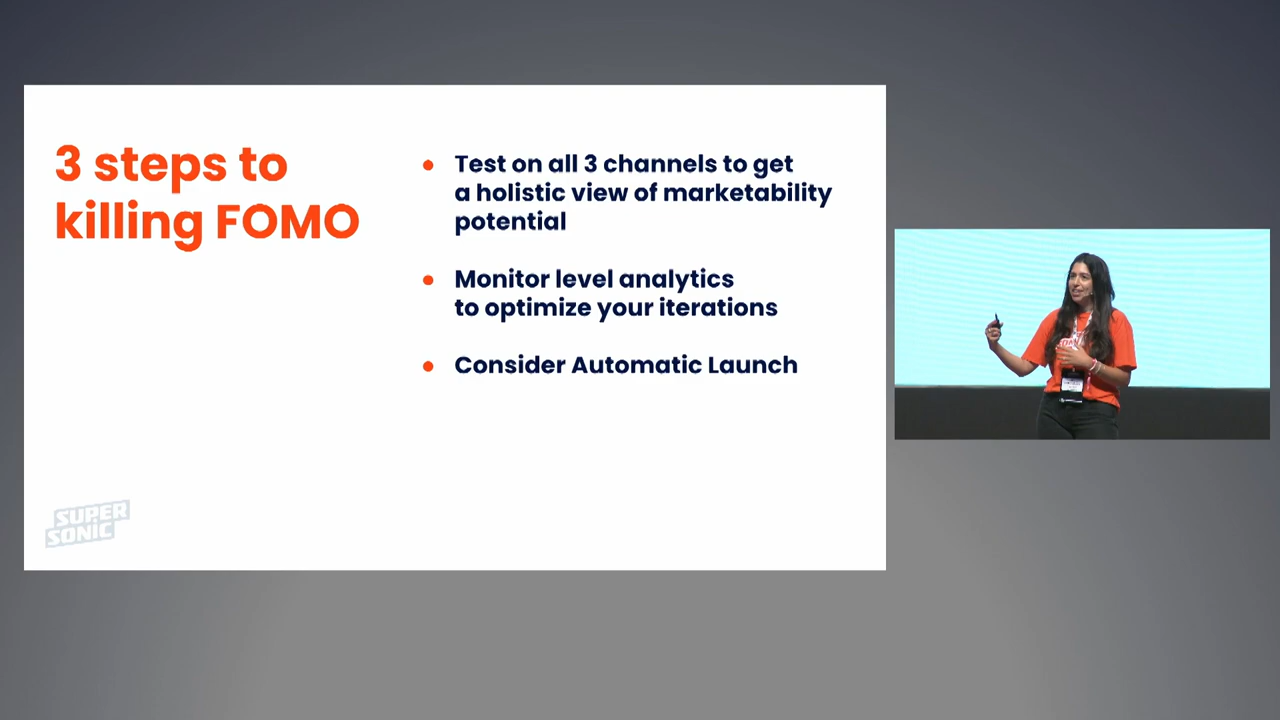 3 steps to
killing FOMO
Test on all 3 channels to get
a holistic view of marketability
potential
Monitor level analytics
to optimize your iterations
Consider Automatic Launch
SUPER
SONIC